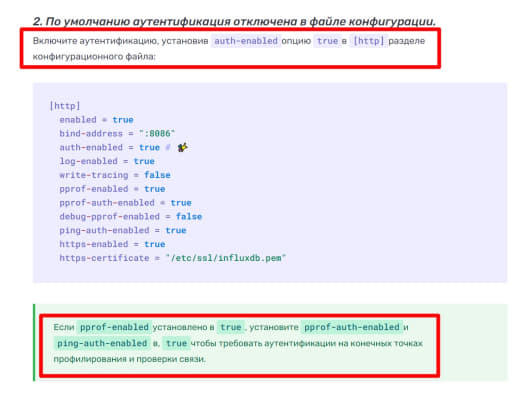 2. По умолчанию аутентификация отключена в файле конфигурации.
Включите аутентификацию, установив auth-enabled опцию true в [http] разделе
конфигурационного файла:
[http]
enabled = true
bind-address = ":8086"
auth-enabled = true #
log-enabled = true
write-tracing = false
pprof-enabled = true
pprof-auth-enabled = true
debug-pprof-enabled = false
ping-auth-enabled = true
https-enabled = true
https-certificate = "/etc/ssl/influxdb.pem"
Если pprof-enabled установлено в true, установите pprof-auth-enabled и
ping-auth-enabled в, true чтобы требовать аутентификации на конечных точках
профилирования и проверки связи.